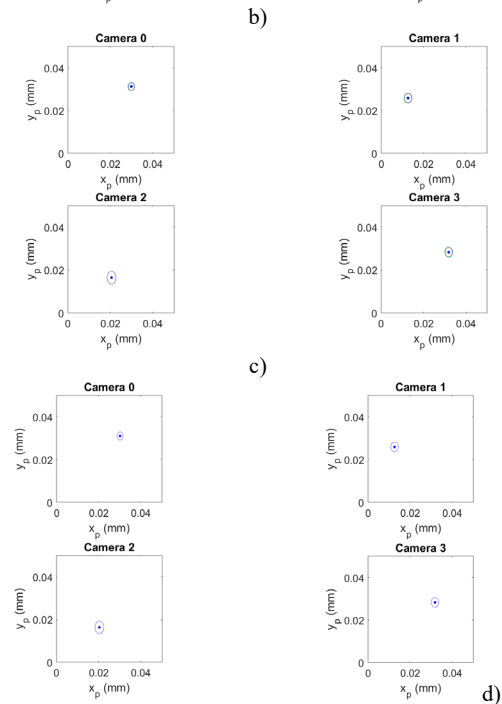 b)
Camera 0
Camera 1
0.04
0.02
0
y_p (mm)
0 0.02 0.04
x_p (mm)
0.04
0.02
0
y_p (mm)
0 0.02 0.04
x_p (mm)
Camera 2
Camera 3
0.04
0.02
0
y_p (mm)
0 0.02 0.04
x_p (mm)
0.04
0.02
0
y_p (mm)
0 0.02 0.04
x_p (mm)
c)
Camera 0
Camera 1
0.04
0.02
0
y_p (mm)
0 0.02 0.04
x_p (mm)
0.04
0.02
0
y_p (mm)
0 0.02 0.04
x_p (mm)
Camera 2
Camera 3
0.04
0.02
0
y_p (mm)
0 0.02 0.04
x_p (mm)
0.04
0.02
0
y_p (mm)
0 0.02 0.04
x_p (mm)
d)